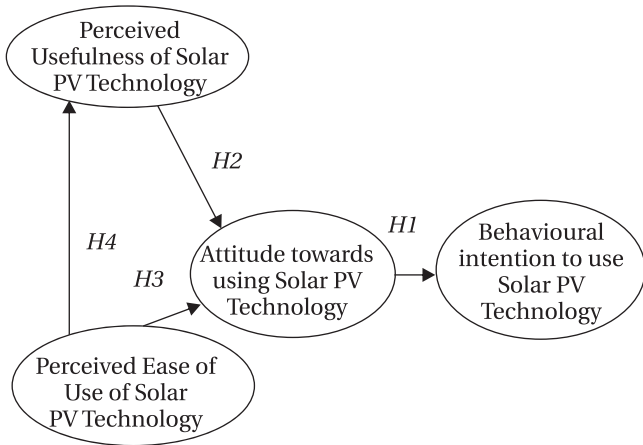 Perceived
Usefulness of Solar
PV Technology
H2
H4
H3
Attitude towards
using Solar PV
Technology
H1
Behavioural
intention to use
Solar PV
Technology
Perceived Ease of
Use of Solar
PV Technology